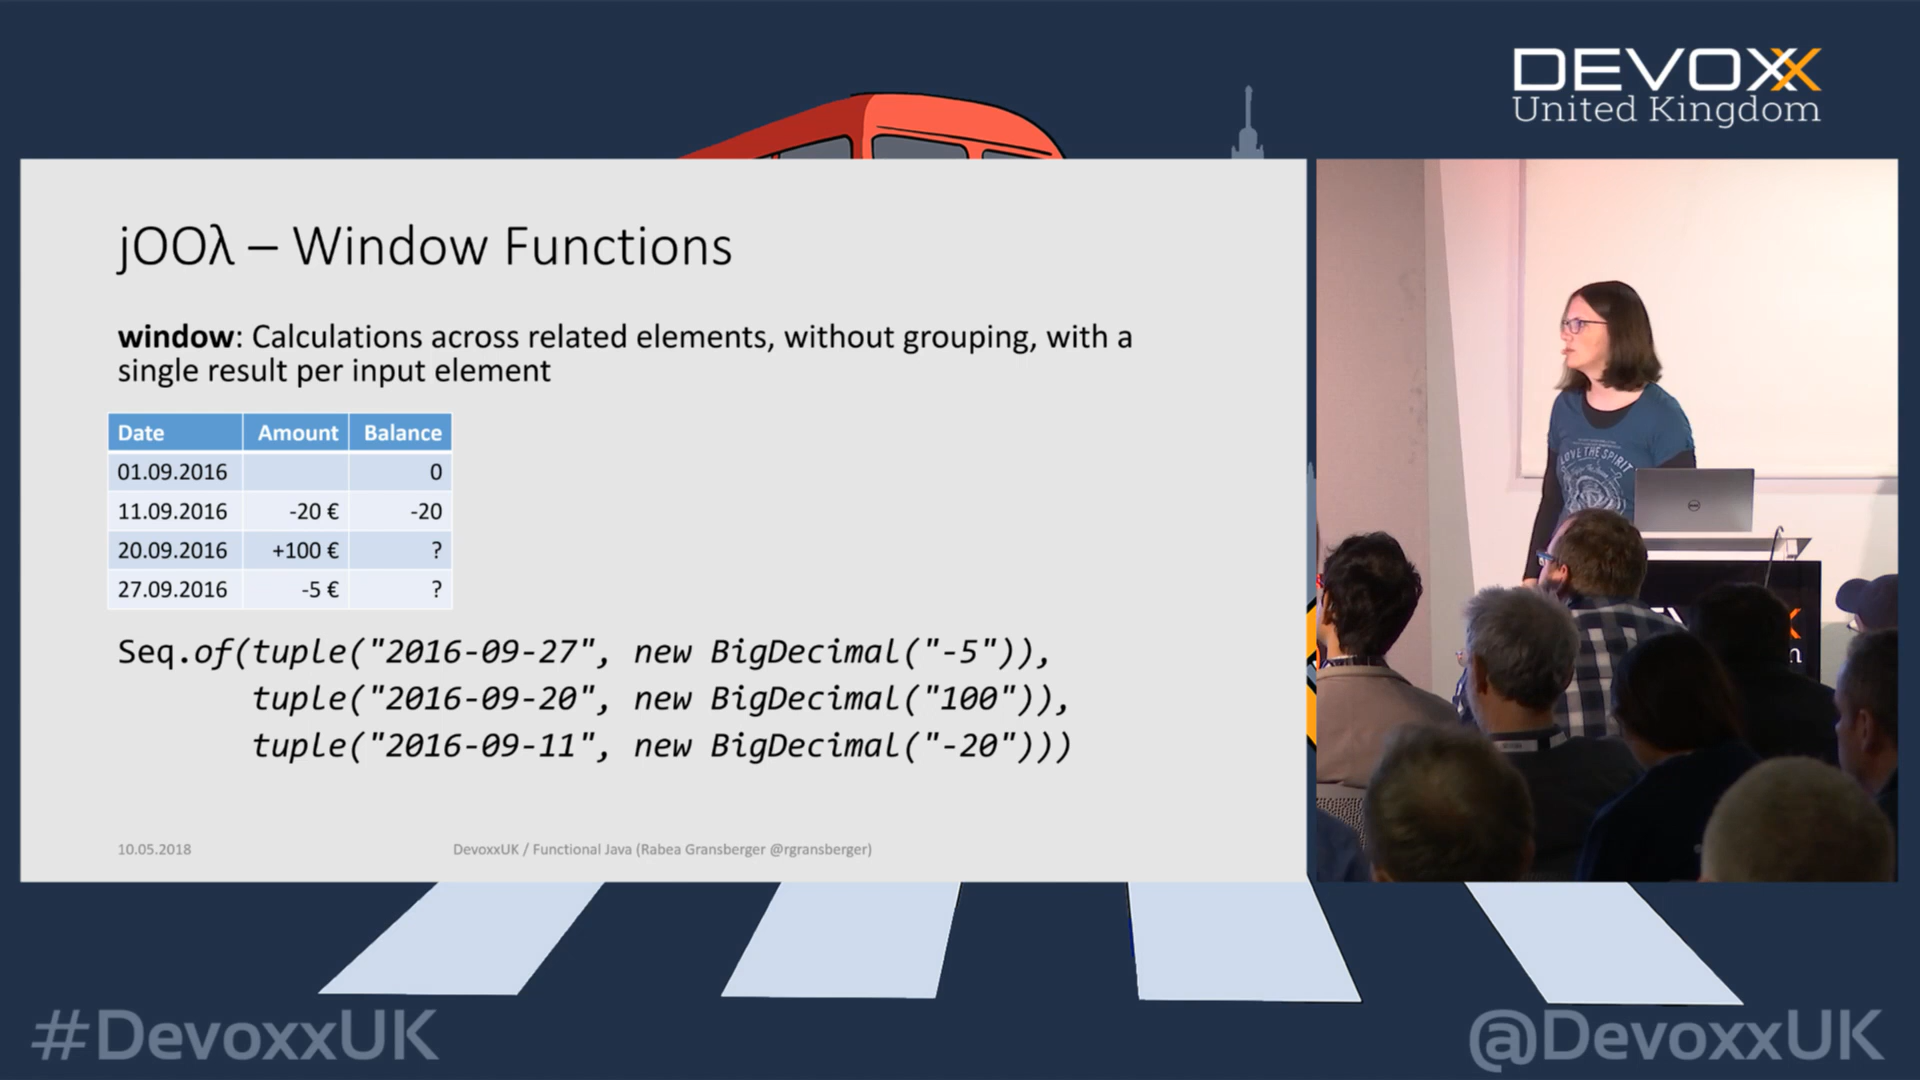 DEVOXX
United Kingdom
jOOλ – Window Functions
window: Calculations across related elements, without grouping, with a
single result per input element
Date Amount Balance
01.09.2016 0
11.09.2016 -20 € -20
20.09.2016 +100 € ?
27.09.2016 -5 € ?
Seq.of(tuple("2016-09-27", new BigDecimal("-5")),
tuple("2016-09-20", new BigDecimal("100")),
tuple("2016-09-11", new BigDecimal("-20")))
10.05.2018 DevoxxUK / Functional Java (Rabea Gransberger @rgransberger)
LOVE THE SPIRIT
#DevoxxUK @DevoxxUK